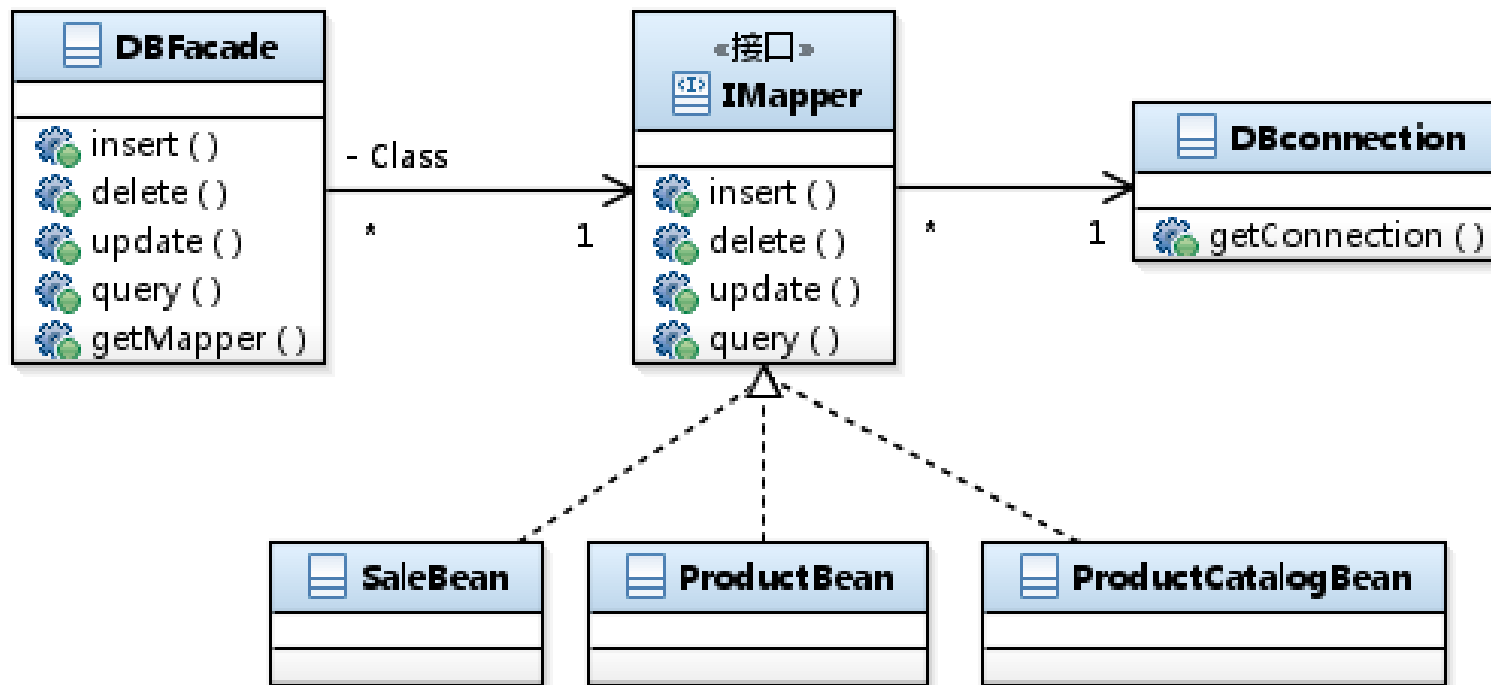 DBFacade
insert ( )
delete ( )
update ( )
query ( )
getMapper ( )
- Class
* 1
«接口»
<I>
IMapper
insert ( )
delete ( )
update ( )
query ( )
* 1
DBconnection
getConnection ( )
SaleBean
ProductBean
ProductCatalogBean